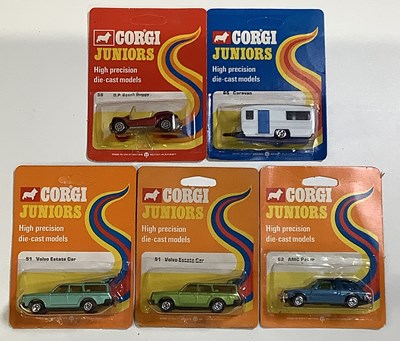 CORGI
JUNIORS
High precision
die-cast models
G.P. Beach Buggy
CORGI
JUNIORS
High precision
die-cast models
Caravan
CORGI
JUNIORS
High precision
die-cast models
91 Volvo Estate Car
CORGI
JUNIORS
High precision
die-cast models
91 Volvo Estate Car
CORGI
JUNIORS
High precision
die-cast models
AMC Pacer